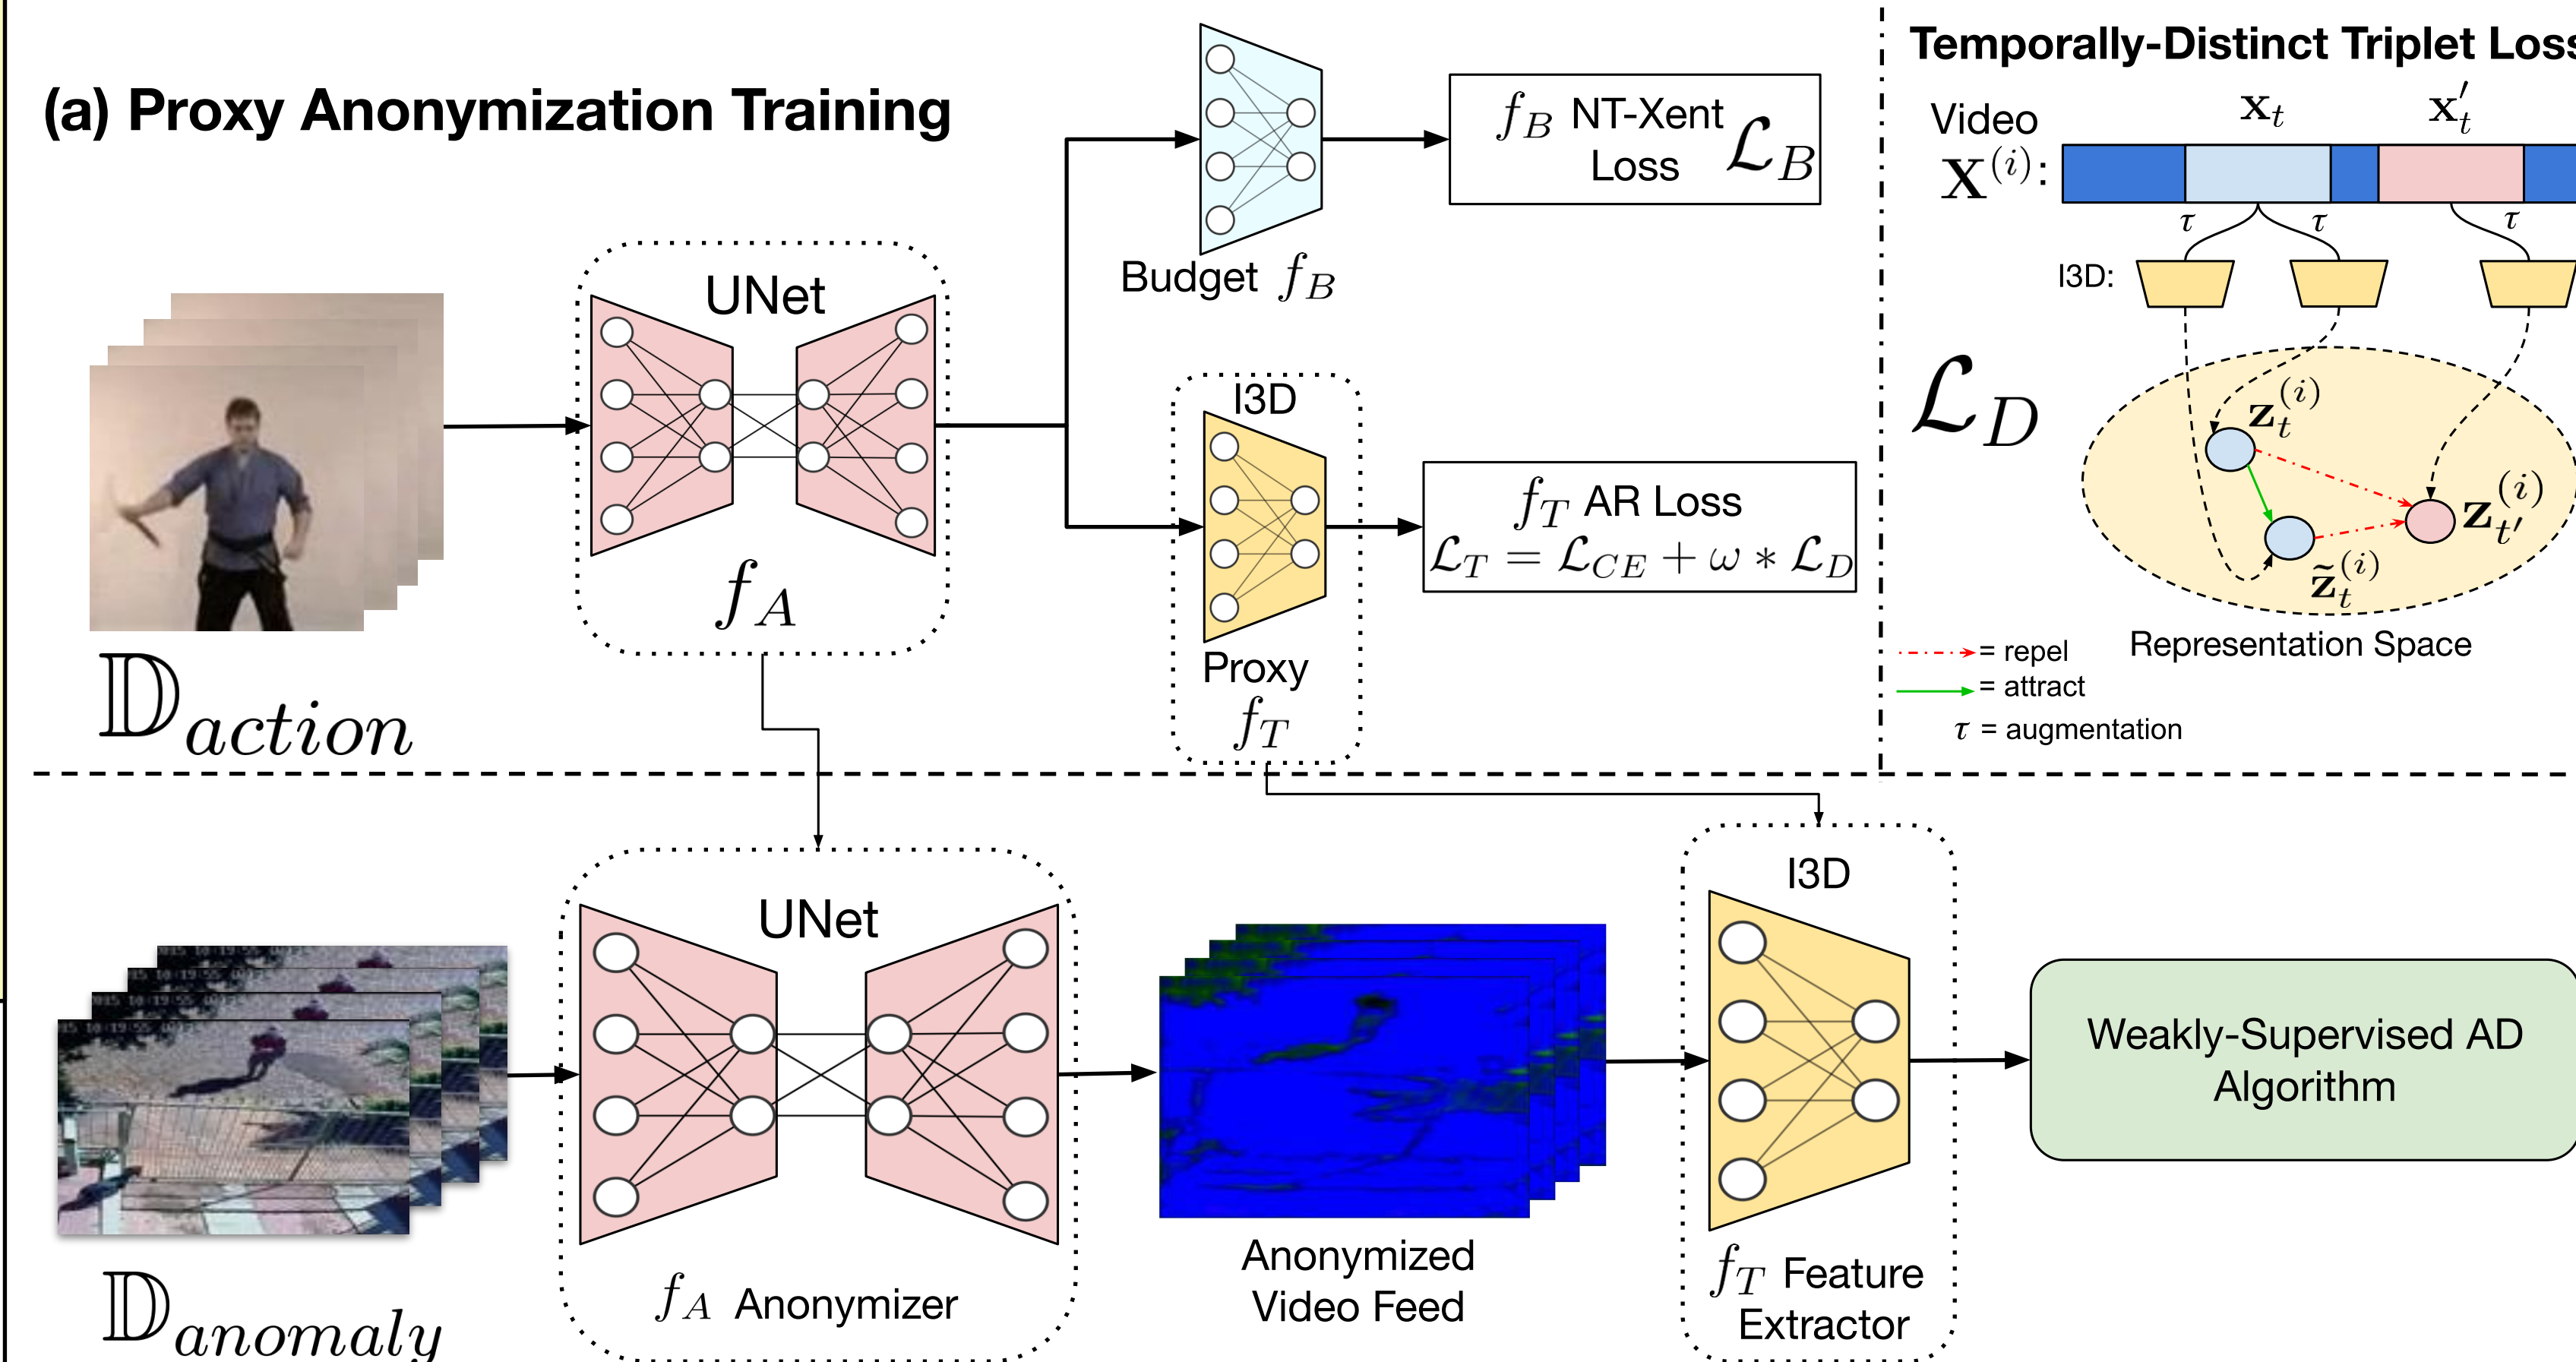 (a) Proxy Anonymization Training
UNet
f_A
𝔻_action
Budget f_B
f_B NT-Xent
Loss ℒ_B
I3D
Proxy
f_T
f_T AR Loss
ℒ_T = ℒ_CE + ω * ℒ_D
Temporally-Distinct Triplet Loss
Video
X^(i):
x_t
x′_t
τ
τ
τ
I3D:
ℒ_D
z_t^(i)
z̃_t^(i)
z_t′^(i)
Representation Space
= repel
= attract
τ = augmentation
𝔻_anomaly
UNet
f_A Anonymizer
Anonymized
Video Feed
I3D
f_T Feature
Extractor
Weakly-Supervised AD
Algorithm